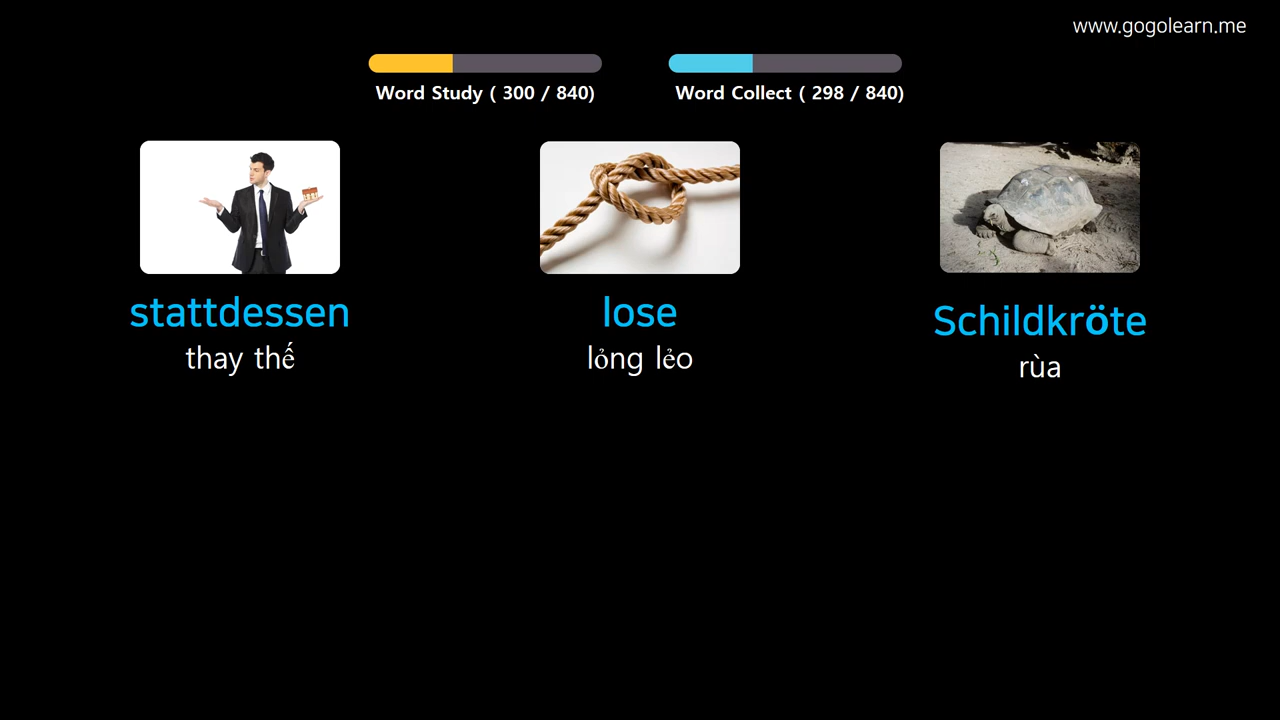 www.gogolearn.me
Word Study ( 300 / 840)
Word Collect ( 298 / 840)
stattdessen
thay thế
lose
lỏng lẻo
Schildkröte
rùa